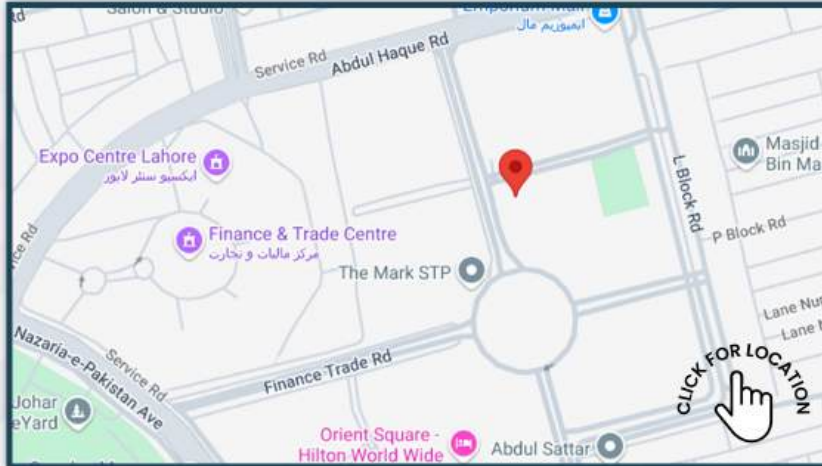 Salon & Studio
Emporium Mall
ایمپوریم مال
Service Rd
Abdul Haque Rd
Expo Centre Lahore
ایکسپو سنٹر لاہور
Masjid
Bin Ma
L Block Rd
P Block Rd
Finance & Trade Centre
مرکز مالیات و تجارت
The Mark STP
Nazaria-e-Pakistan Ave
Service Rd
Finance Trade Rd
Lane Nu
Lane
CLICK FOR LOCATION
Johar
eYard
Orient Square -
Hilton World Wide
Abdul Sattar